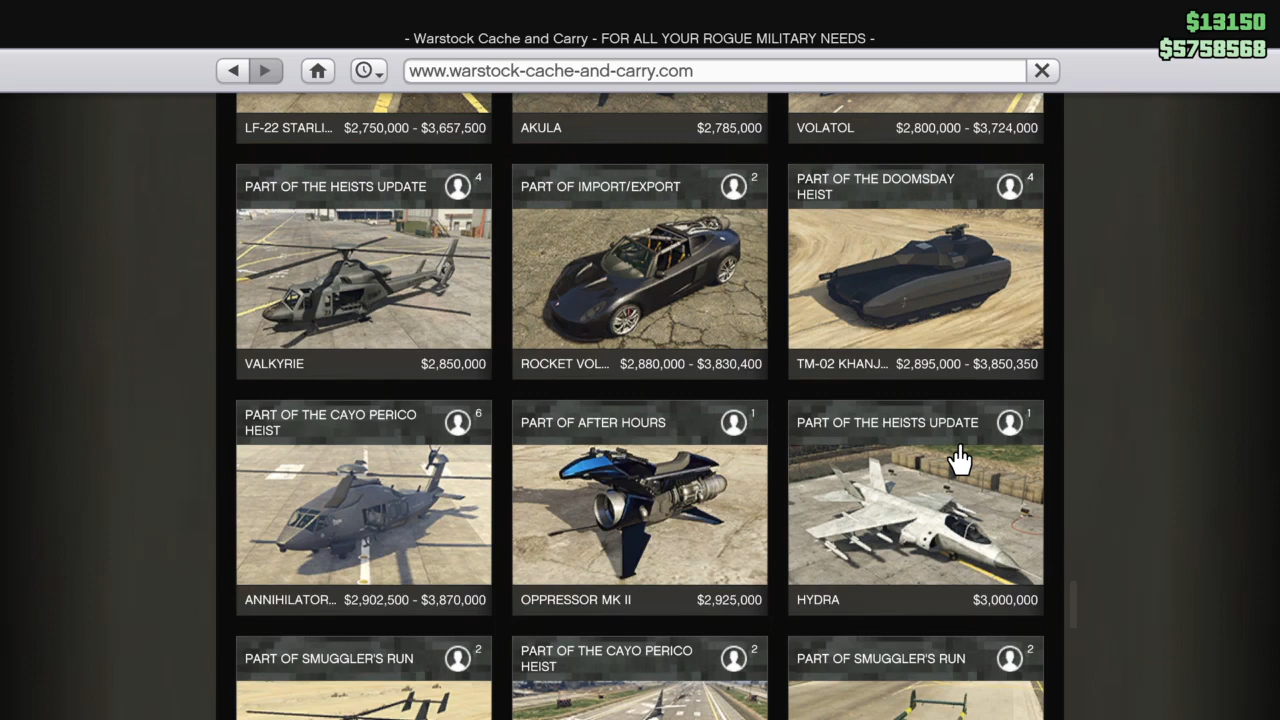 $13150
- Warstock Cache and Carry - FOR ALL YOUR ROGUE MILITARY NEEDS -
$5758568
www.warstock-cache-and-carry.com
LF-22 STARLI... $2,750,000 - $3,657,500
AKULA $2,785,000
VOLATOL $2,800,000 - $3,724,000
PART OF THE HEISTS UPDATE 4
PART OF IMPORT/EXPORT 2
PART OF THE DOOMSDAY
HEIST 4
VALKYRIE $2,850,000
ROCKET VOL... $2,880,000 - $3,830,400
TM-02 KHANJ... $2,895,000 - $3,850,350
PART OF THE CAYO PERICO
HEIST 6
PART OF AFTER HOURS 1
PART OF THE HEISTS UPDATE 1
ANNIHILATOR... $2,902,500 - $3,870,000
OPPRESSOR MK II $2,925,000
HYDRA $3,000,000
PART OF SMUGGLER'S RUN 2
PART OF THE CAYO PERICO
HEIST 2
PART OF SMUGGLER'S RUN 2